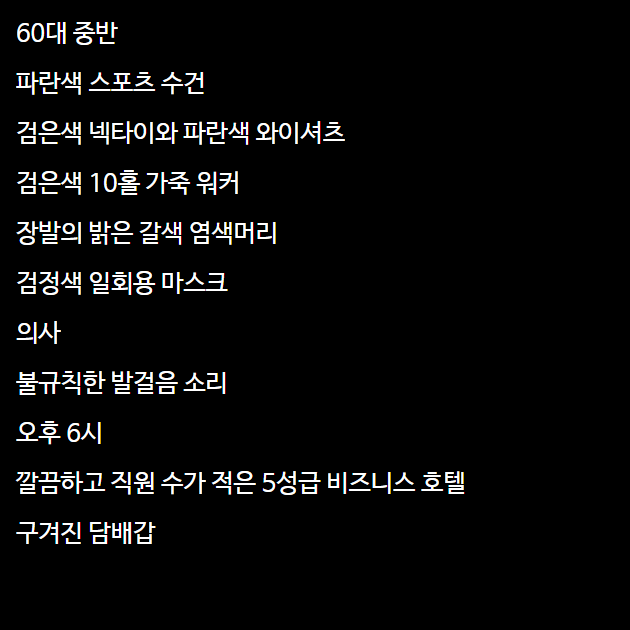 60대 중반
파란색 스포츠 수건
검은색 넥타이와 파란색 와이셔츠
검은색 10홀 가죽 워커
장발의 밝은 갈색 염색머리
검정색 일회용 마스크
의사
불규칙한 발걸음 소리
오후 6시
깔끔하고 직원 수가 적은 5성급 비즈니스 호텔
구겨진 담배갑